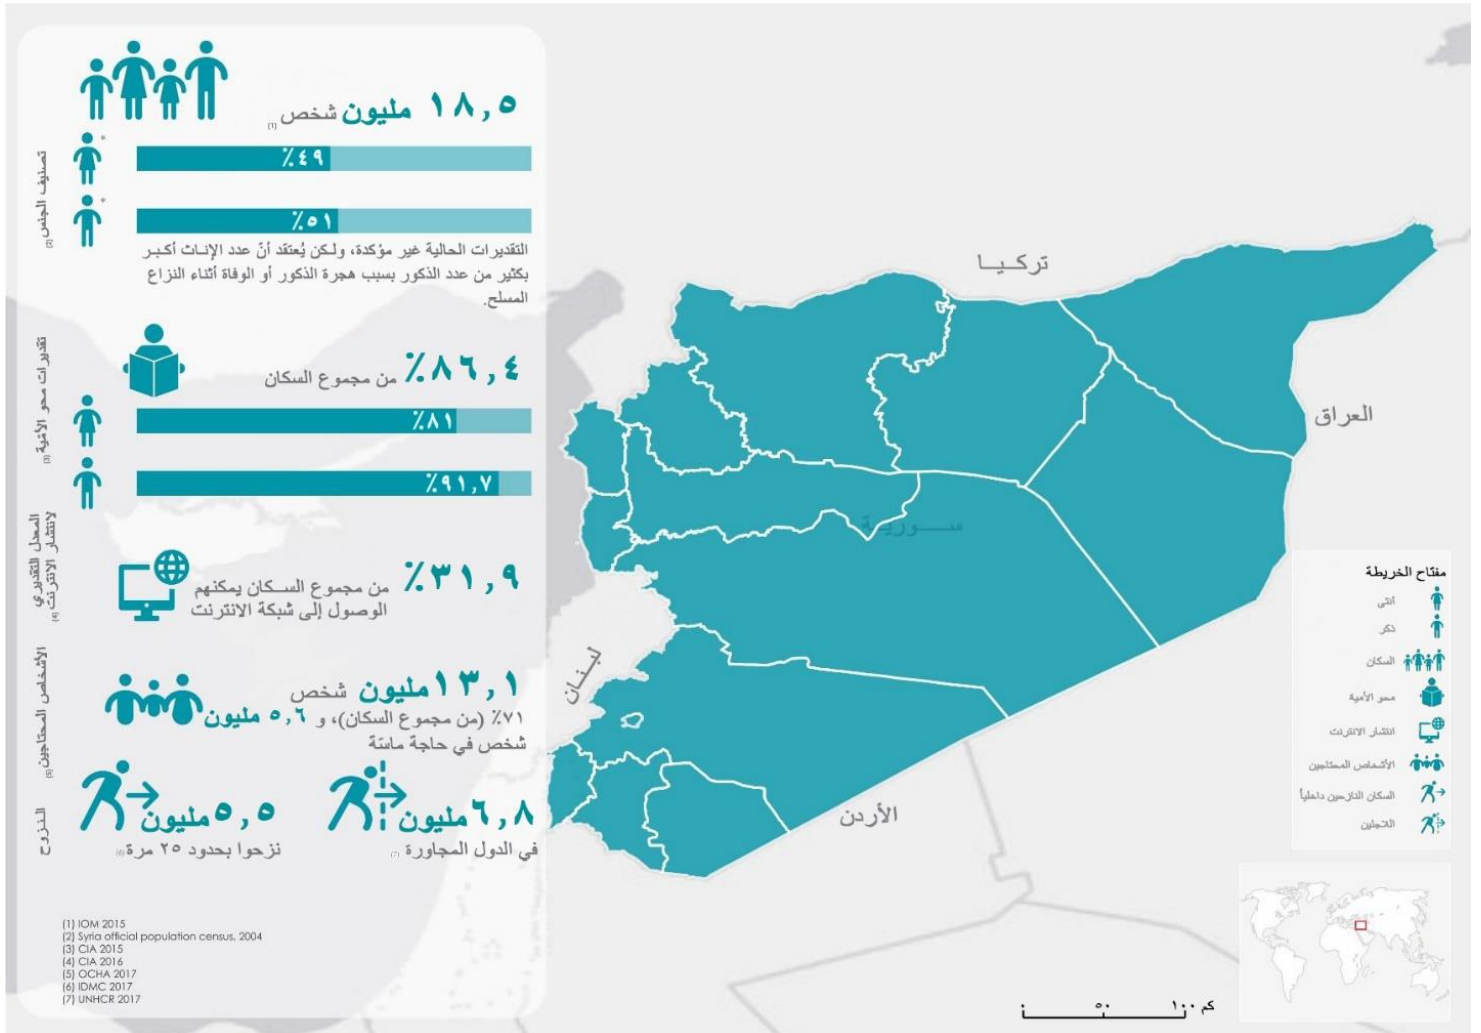 ١٨,٥ مليون شخص (1)
تصنيف الجنس (2)
*
٪٤٩
*
٪٥١
التقديرات الحالية غير مؤكدة، ولكن يُعتقد أنّ عدد الإناث أكبر
بكثير من عدد الذكور بسبب هجرة الذكور أو الوفاة أثناء النزاع
المسلح.
تقديرات محو الأمّية (3)
٪٨٦,٤ من مجموع السكان
٪٨١
٪٩١,٧
المعدل التقديري
لانتشار الانترنت (4)
٪٣١,٩ من مجموع السكان يمكنهم
الوصول إلى شبكة الانترنت
الأشخاص المحتاجين (5)
١٣,١ مليون شخص
٧١٪ (من مجموع السكان)، و ٥,٦ مليون
شخص في حاجة ماسّة
النزوح
٦,٨ مليون
في الدول المجاورة (7)
٥,٥ مليون
نزحوا بحدود ٢٥ مرة (6)
(1) IOM 2015
(2) Syria official population census, 2004
(3) CIA 2015
(4) CIA 2016
(5) OCHA 2017
(6) IDMC 2017
(7) UNHCR 2017
تركيا
العراق
سورية
لبنان
الأردن
مفتاح الخريطة
أنثى
ذكر
السكان
محو الأمية
انتشار الانترنت
الأشخاص المحتاجين
السكان النازحين داخلياً
اللاجئين
٠ ٥٠ ١٠٠ كم